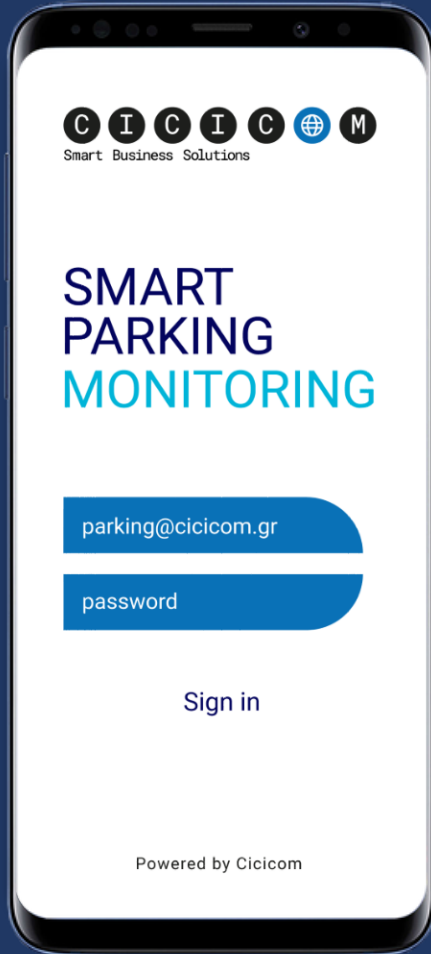 CICICOM
Smart Business Solutions
SMART
PARKING
MONITORING
parking@cicicom.gr
password
Sign in
Powered by Cicicom